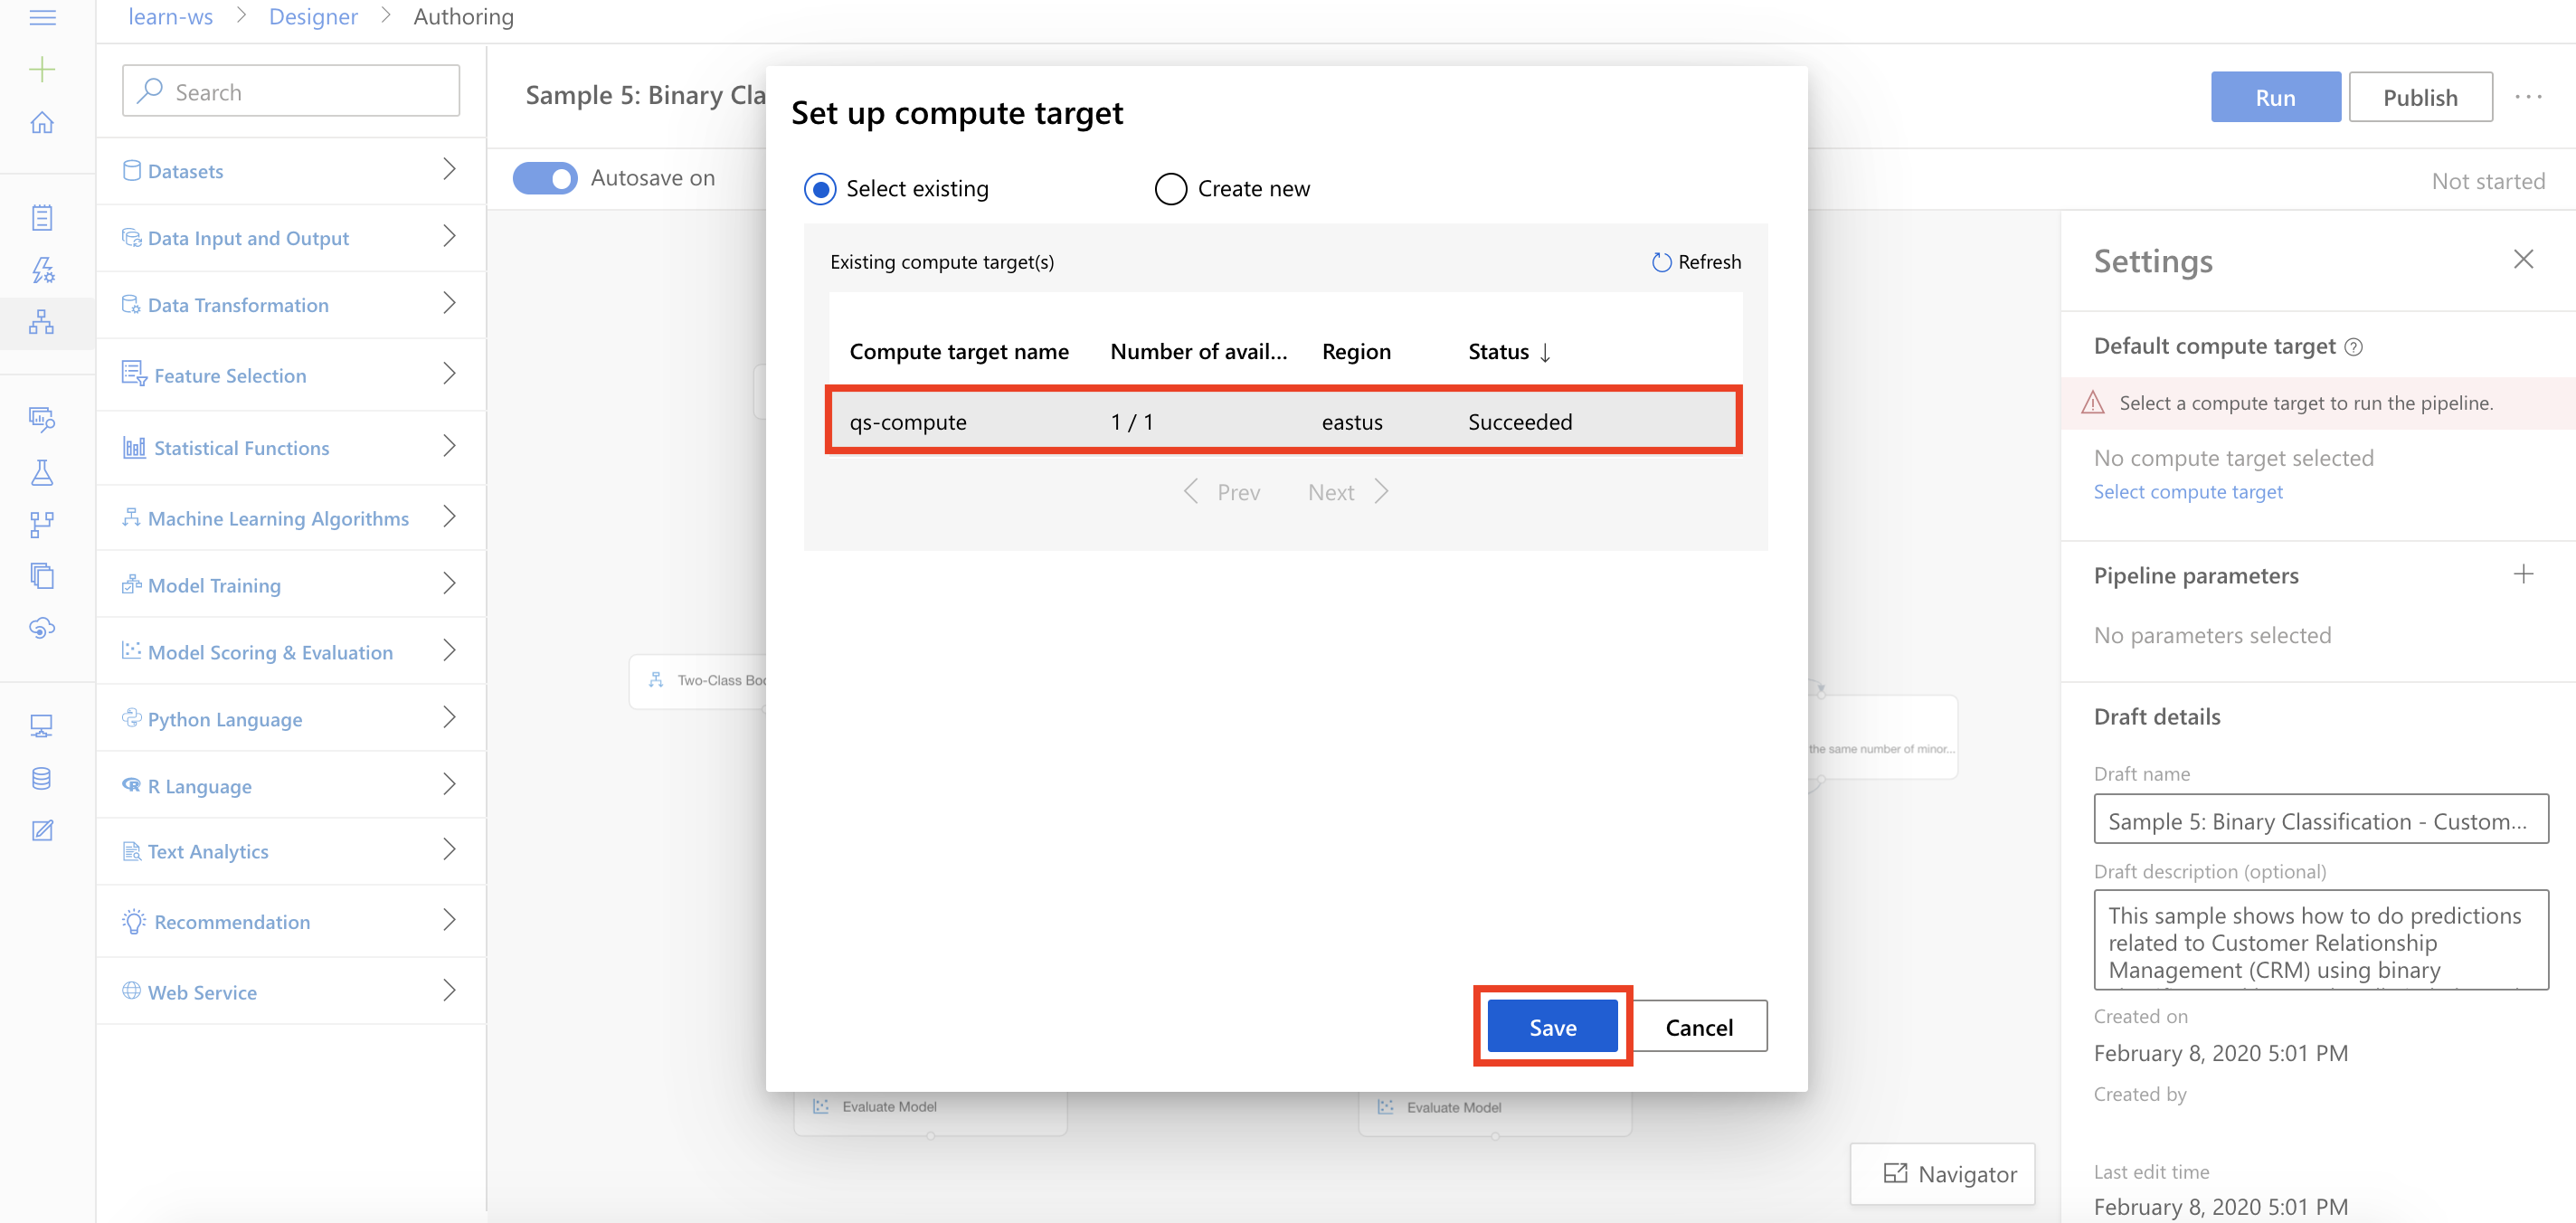 learn-ws > Designer > Authoring
Search
Datasets
Data Input and Output
Data Transformation
Feature Selection
Statistical Functions
Machine Learning Algorithms
Model Training
Model Scoring & Evaluation
Python Language
R Language
Text Analytics
Recommendation
Web Service
Sample 5: Binary Cla
Autosave on
Run
Publish
...
Not started
Two-Class Boo
the same number of minor...
Evaluate Model
Evaluate Model
Navigator
Set up compute target
Select existing
Create new
Existing compute target(s)
Refresh
Compute target name Number of avail... Region Status ↓
qs-compute 1 / 1 eastus Succeeded
Prev Next
Save
Cancel
Settings
Default compute target
Select a compute target to run the pipeline.
No compute target selected
Select compute target
Pipeline parameters
No parameters selected
Draft details
Draft name
Sample 5: Binary Classification - Custom...
Draft description (optional)
This sample shows how to do predictions
related to Customer Relationship
Management (CRM) using binary
Created on
February 8, 2020 5:01 PM
Created by
Last edit time
February 8, 2020 5:01 PM